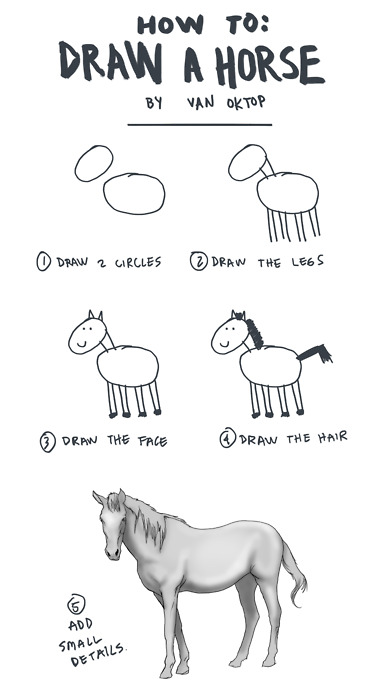 HOW TO:
DRAW A HORSE
BY VAN OKTOP
1 DRAW 2 CIRCLES
2 DRAW THE LEGS
3 DRAW THE FACE
4 DRAW THE HAIR
5
ADD
SMALL
DETAILS.